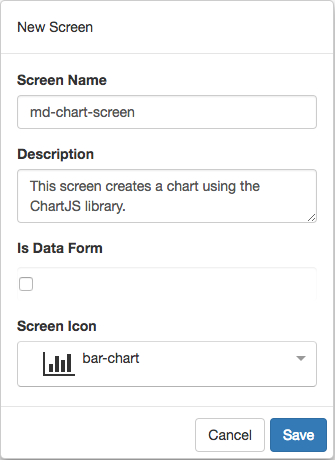 New Screen
Screen Name
md-chart-screen
Description
This screen creates a chart using the
ChartJS library.
Is Data Form
Screen Icon
bar-chart
Cancel Save